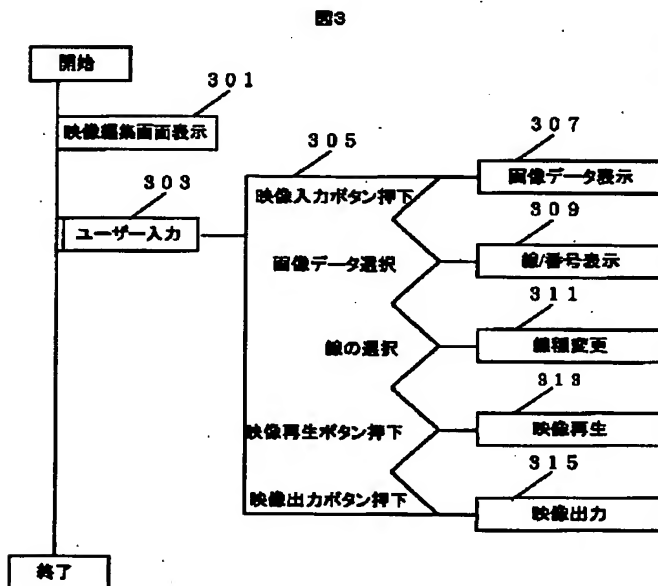 図3
開始
301
映像編集画面表示
303
ユーザー入力
305
映像入力ボタン押下
307
画像データ表示
画像データ選択
309
線/番号表示
線の選択
311
線種変更
映像再生ボタン押下
313
映像再生
映像出力ボタン押下
315
映像出力
終了